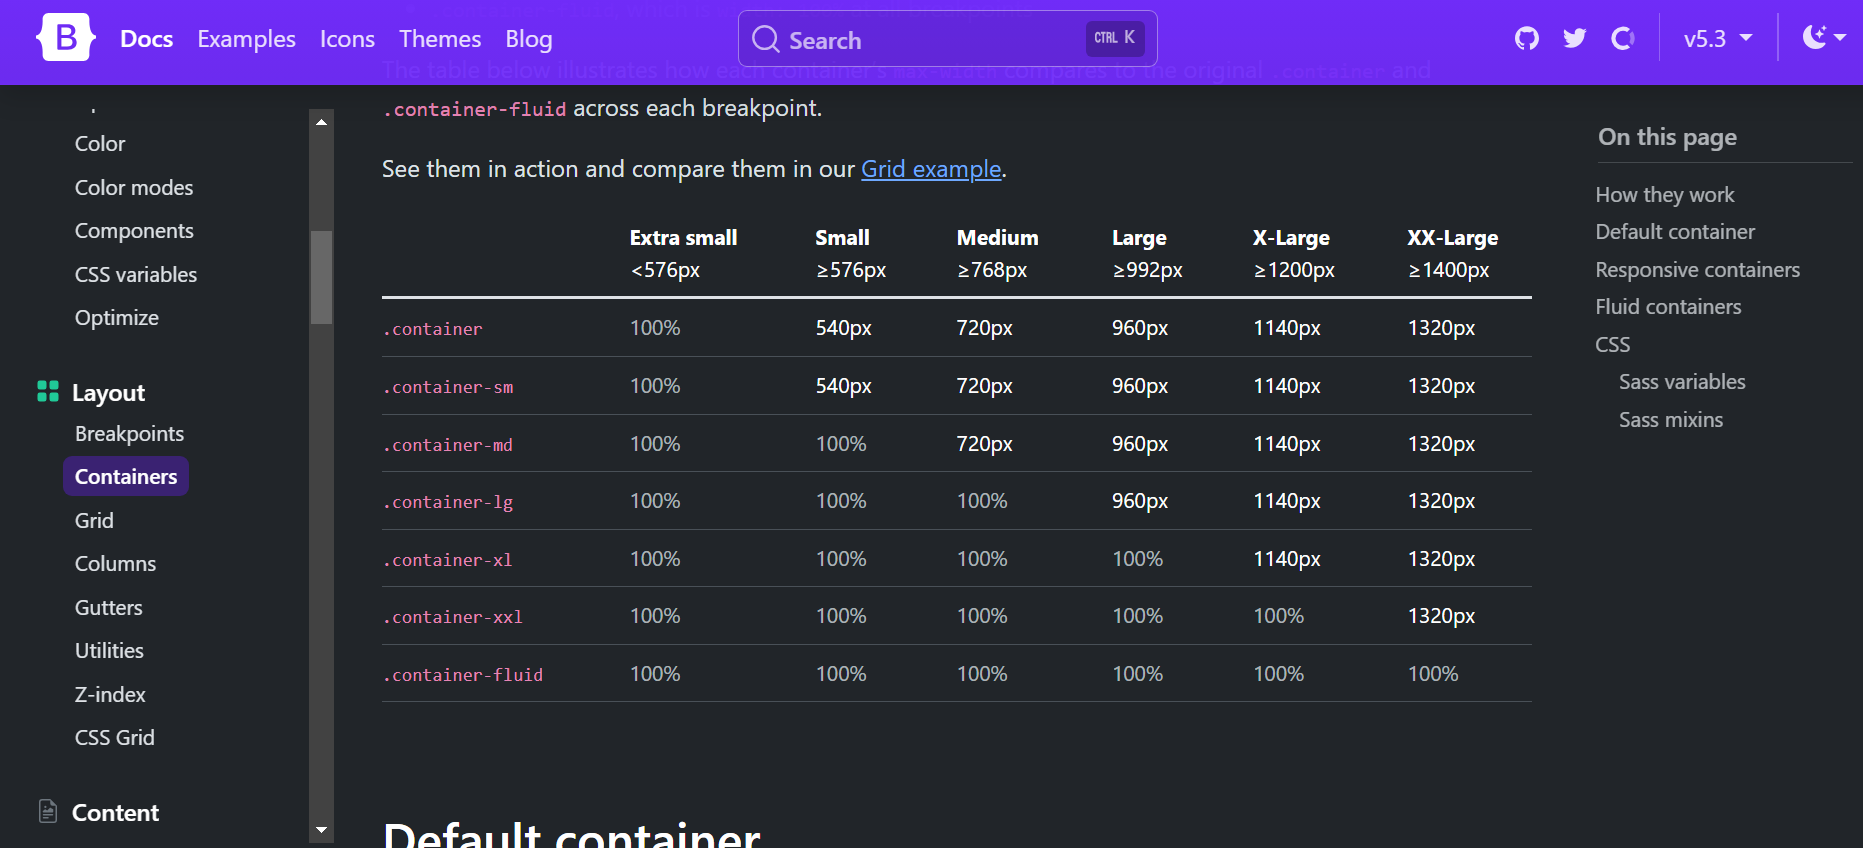 B Docs Examples Icons Themes Blog Search CTRL K v5.3
The table below illustrates how each container's max-width compares to the original .container and
.container-fluid across each breakpoint.
See them in action and compare them in our Grid example.
Color
Color modes
Components
CSS variables
Optimize
Layout
Breakpoints
Containers
Grid
Columns
Gutters
Utilities
Z-index
CSS Grid
Content
Extra small Small Medium Large X-Large XX-Large
<576px ≥576px ≥768px ≥992px ≥1200px ≥1400px
.container 100% 540px 720px 960px 1140px 1320px
.container-sm 100% 540px 720px 960px 1140px 1320px
.container-md 100% 100% 720px 960px 1140px 1320px
.container-lg 100% 100% 100% 960px 1140px 1320px
.container-xl 100% 100% 100% 100% 1140px 1320px
.container-xxl 100% 100% 100% 100% 100% 1320px
.container-fluid 100% 100% 100% 100% 100% 100%
Default container
On this page
How they work
Default container
Responsive containers
Fluid containers
CSS
Sass variables
Sass mixins